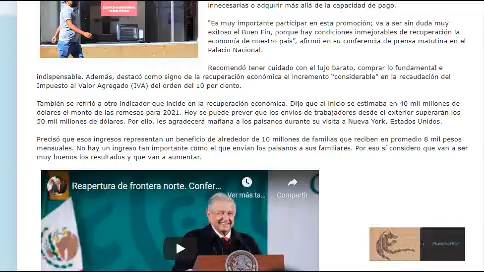 innecesarias o adquirir más allá de la capacidad de pago.
"Es muy importante participar en esta promoción; va a ser sin duda muy
exitoso el Buen Fin, porque hay condiciones inmejorables de recuperación la
economía de nuestro país", afirmó en su conferencia de prensa matutina en el
Palacio Nacional.
Recomendó tener cuidado con el lujo barato, comprar lo fundamental e
indispensable. Además, destacó como signo de la recuperación económica el incremento "considerable" en la recaudación del
Impuesto al Valor Agregado (IVA) del orden del 10 por ciento.
También se refirió a otro indicador que incide en la recuperación económica. Dijo que al inicio se estimaba en 40 mil millones de
dólares el monto de las remesas para 2021. Hoy se puede prever que los envíos de trabajadores desde el exterior superarán los
50 mil millones de dólares. Por ello, les agradecerá mañana a los paisanos durante su visita a Nueva York, Estados Unidos.
Precisó que esos ingresos representan un beneficio de alrededor de 10 millones de familias que reciben en promedio 8 mil pesos
mensuales. No hay un ingreso tan importante como el que envían los paisanos a sus familiares. Por eso sí considero que van a ser
muy buenos los resultados y que van a aumentar.
Reapertura de frontera norte. Confer...
Ver más ta...
Compartir